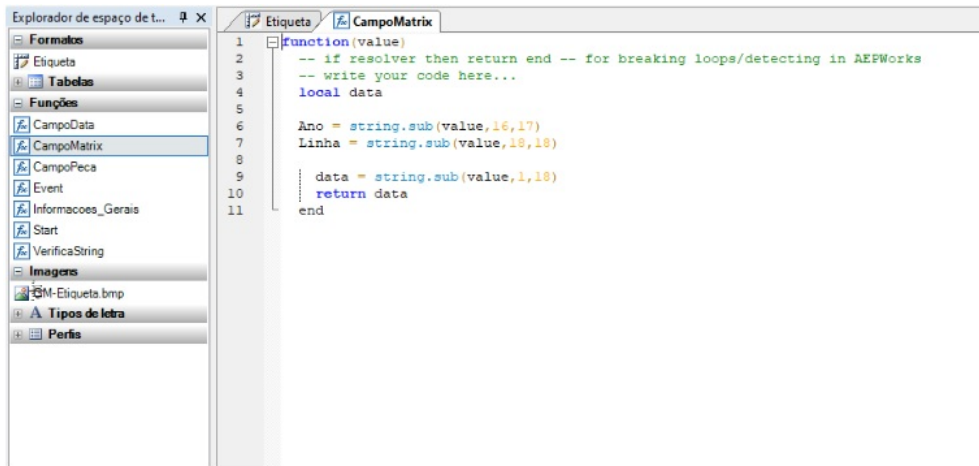 Explorador de espaço de t...
Formatos
Etiqueta
Tabelas
Funções
CampoData
CampoMatrix
CampoPeca
Event
Informacoes_Gerais
Start
VerificaString
Imagens
GM-Etiqueta.bmp
A Tipos de letra
Perfis
Etiqueta CampoMatrix
1 function(value)
2 -- if resolver then return end -- for breaking loops/detecting in AEPWorks
3 -- write your code here...
4 local data
5
6 Ano = string.sub(value,16,17)
7 Linha = string.sub(value,18,18)
8
9 data = string.sub(value,1,18)
10 return data
11 end